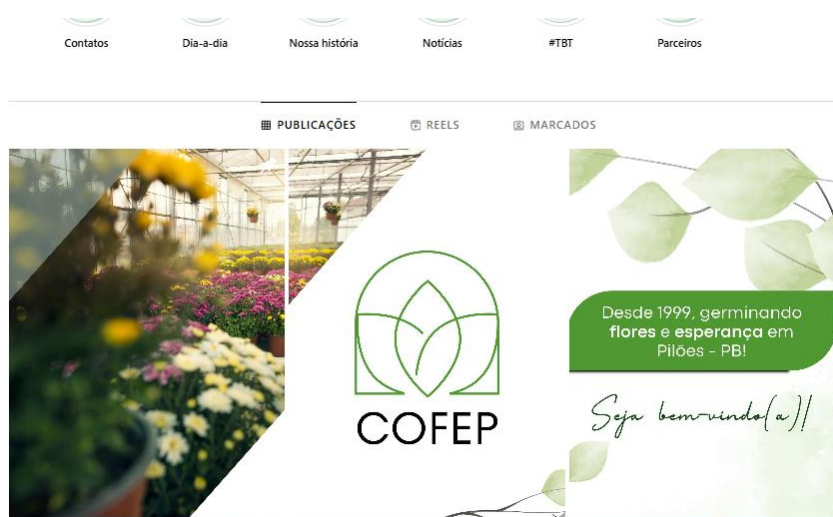 Contatos
Dia-a-dia
Nossa história
Notícias
#TBT
Parceiros
PUBLICAÇÕES
REELS
MARCADOS
COFEP
Desde 1999, germinando
flores e esperança em
Pilões - PB!
Seja bem-vindo(a)!